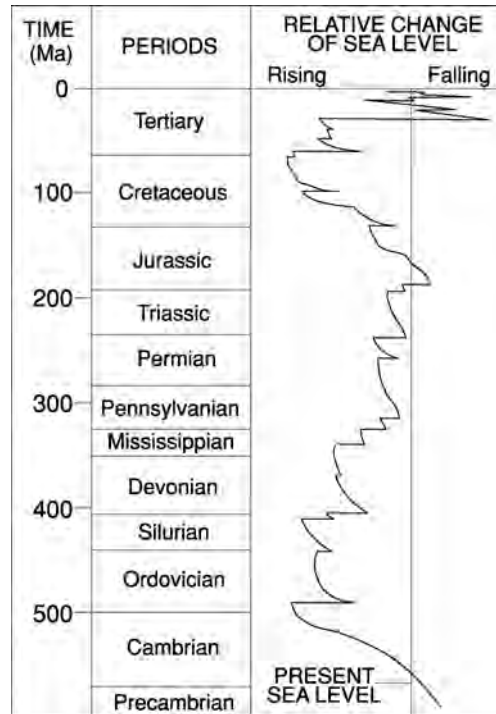 TIME
(Ma)
PERIODS
RELATIVE CHANGE
OF SEA LEVEL
Rising
Falling
0
Tertiary
100
Cretaceous
Jurassic
200
Triassic
Permian
300
Pennsylvanian
Mississippian
Devonian
400
Silurian
Ordovician
500
Cambrian
PRESENT
SEA LEVEL
Precambrian